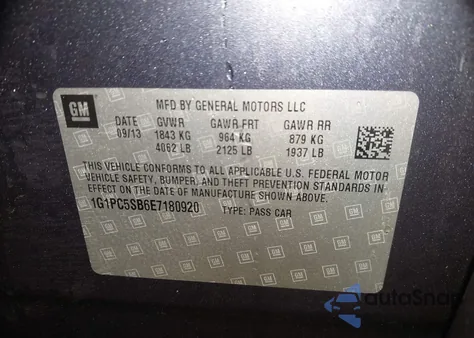 GM
MFD BY GENERAL MOTORS LLC
DATE GVWR GAWR FRT GAWR RR
09/13 1843 KG 964 KG 879 KG
4062 LB 2125 LB 1937 LB
THIS VEHICLE CONFORMS TO ALL APPLICABLE U.S. FEDERAL MOTOR
VEHICLE SAFETY, BUMPER, AND THEFT PREVENTION STANDARDS IN
EFFECT ON THE DATE OF MANUFACTURE SHOWN ABOVE.
1G1PC5SB6E7180920 TYPE: PASS CAR
autoSnap